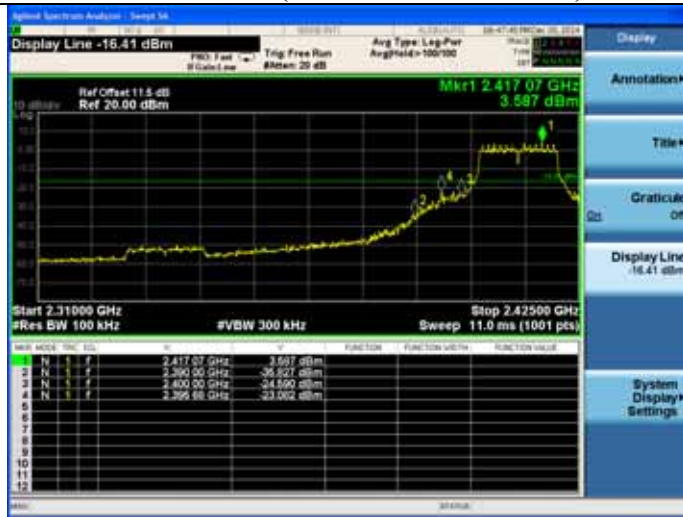 Agilent Spectrum Analyzer - Swept SA
Display Line -16.41 dBm
PNO: Fast
IFGain:Low
Trig: Free Run
#Atten: 20 dB
Avg Type: Log-Pwr
Avg|Hold:>100/100
Display
Ref Offset 11.5 dB
Ref 20.00 dBm
10 dB/div
Log
Mkr1 2.417 07 GHz
3.587 dBm
1
2
3
4
Annotation
Title
Graticule
On
Off
Display Line
-16.41 dBm
System
Display
Settings
Start 2.31000 GHz
#Res BW 100 kHz
#VBW 300 kHz
Stop 2.42500 GHz
Sweep 11.0 ms (1001 pts)
MKR MODE TRC SCL X Y FUNCTION FUNCTION WIDTH FUNCTION VALUE
1 N 1 f 2.417 07 GHz 3.587 dBm
2 N 1 f 2.390 00 GHz -35.827 dBm
3 N 1 f 2.400 00 GHz -24.590 dBm
4 N 1 f 2.395 68 GHz -23.002 dBm
5
6
7
8
9
10
11
12
MSG
STATUS